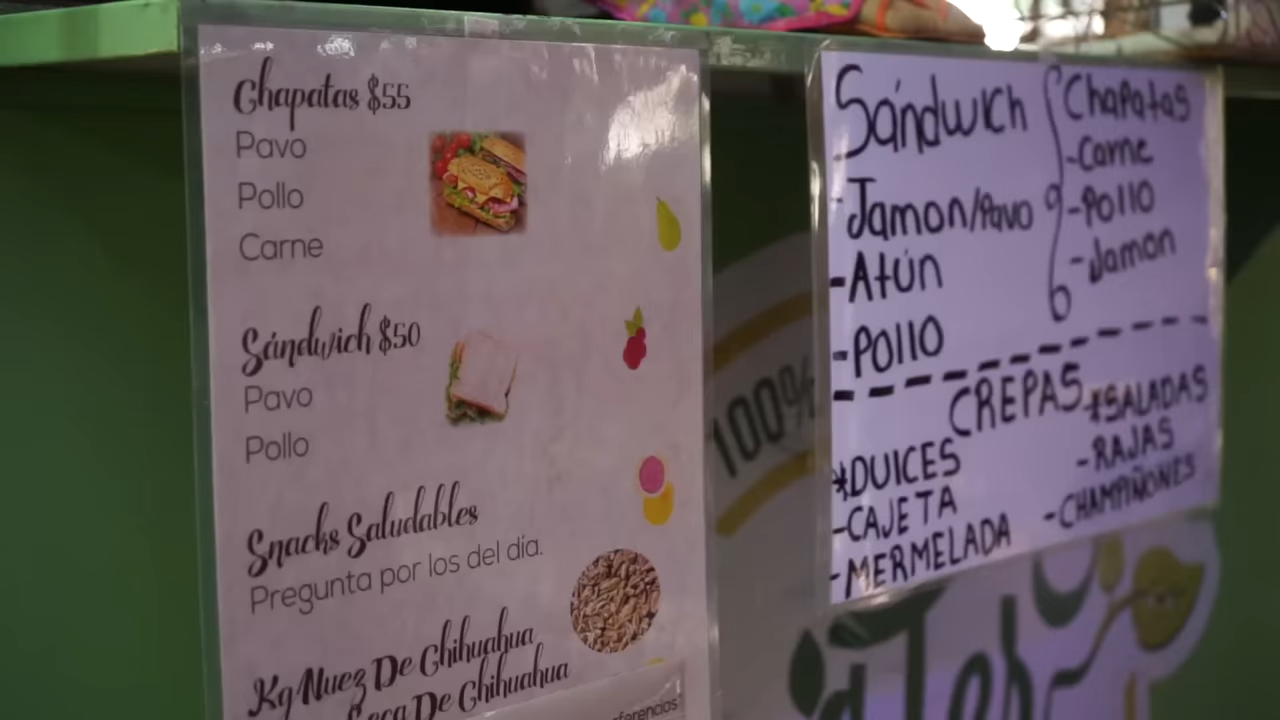 Chapatas $55
Pavo
Pollo
Carne
Sándwich $50
Pavo
Pollo
Snacks Saludables
Pregunta por los del día.
Kg Nuez De Chihuahua
De Chihuahua
Sándwich
Jamon/Pavo
-Atún
-Pollo
Chapatas
-Carne
-Pollo
-Jamon
CREPAS
*DULCES
-CAJETA
-MERMELADA
*SALADAS
-RAJAS
-CHAMPIÑONES
100%